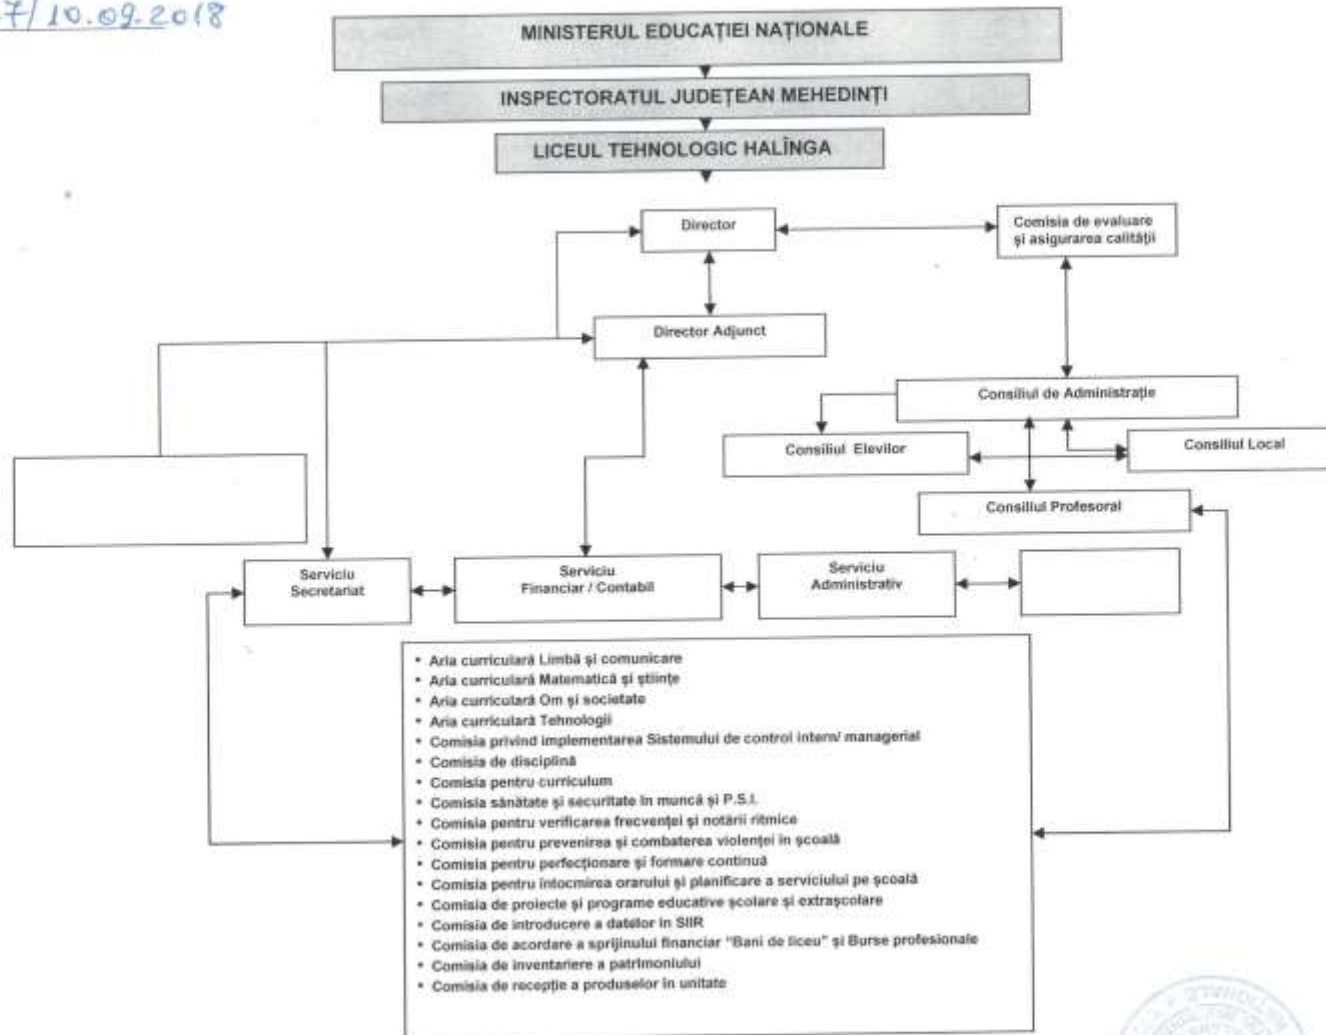 7/10.09.2018
MINISTERUL EDUCAȚIEI NAȚIONALE
INSPECTORATUL JUDEȚEAN MEHEDINȚI
LICEUL TEHNOLOGIC HALÎNGA
Director
Comisia de evaluare
și asigurarea calității
Director Adjunct
Consiliul de Administrație
Consiliul Elevilor
Consiliul Local
Consiliul Profesoral
Serviciu
Secretariat
Serviciu
Financiar / Contabil
Serviciu
Administrativ
• Aria curriculară Limbă și comunicare
• Aria curriculară Matematică și științe
• Aria curriculară Om și societate
• Aria curriculară Tehnologii
• Comisia privind implementarea Sistemului de control intern/ managerial
• Comisia de disciplină
• Comisia pentru curriculum
• Comisia sănătate și securitate în muncă și P.S.I.
• Comisia pentru verificarea frecvenței și notării ritmice
• Comisia pentru prevenirea și combaterea violenței în școală
• Comisia pentru perfecționare și formare continuă
• Comisia pentru întocmirea orarului și planificare a serviciului pe școală
• Comisia de proiecte și programe educative școlare și extrașcolare
• Comisia de introducere a datelor în SIIR
• Comisia de acordare a sprijinului financiar "Bani de liceu" și Burse profesionale
• Comisia de inventariere a patrimoniului
• Comisia de recepție a produselor în unitate